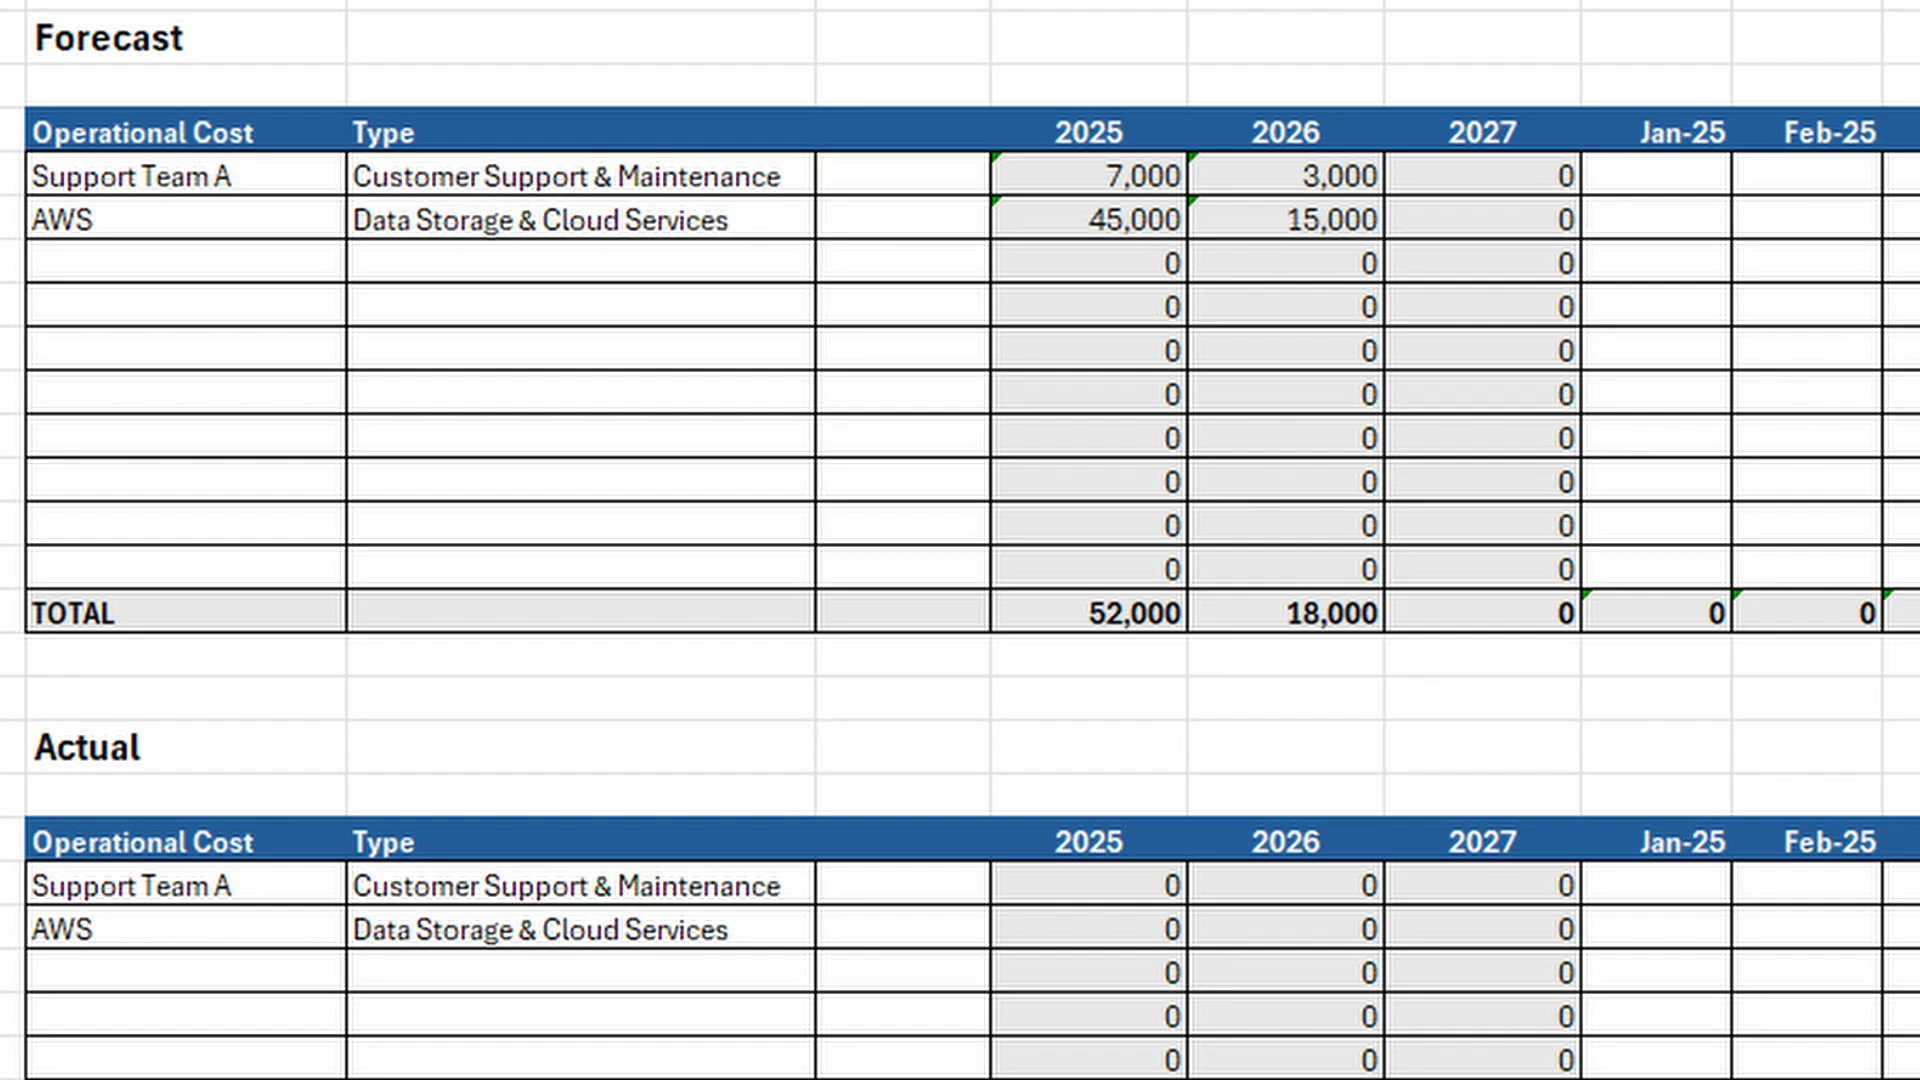 Forecast
Operational Cost Type 2025 2026 2027 Jan-25 Feb-25
Support Team A Customer Support & Maintenance 7,000 3,000 0
AWS Data Storage & Cloud Services 45,000 15,000 0
0 0 0
0 0 0
0 0 0
0 0 0
0 0 0
0 0 0
0 0 0
0 0 0
TOTAL 52,000 18,000 0 0 0
Actual
Operational Cost Type 2025 2026 2027 Jan-25 Feb-25
Support Team A Customer Support & Maintenance 0 0 0
AWS Data Storage & Cloud Services 0 0 0
0 0 0
0 0 0
0 0 0